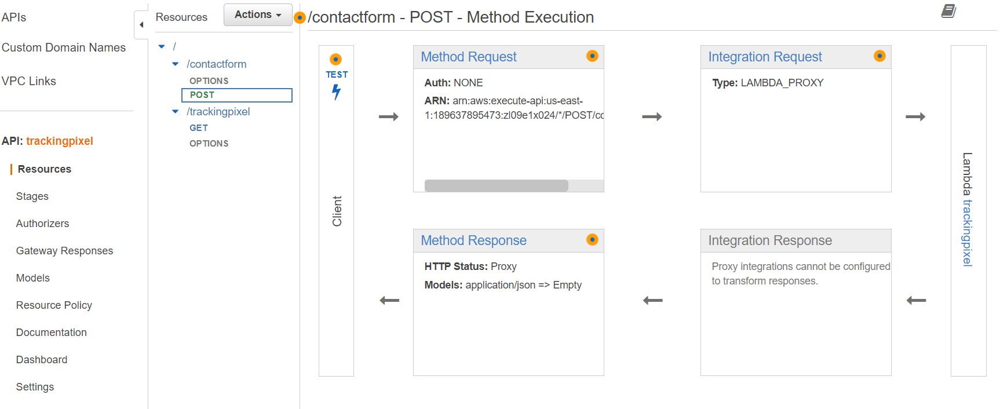 APIs
Custom Domain Names
VPC Links
API: trackingpixel
Resources
Stages
Authorizers
Gateway Responses
Models
Resource Policy
Documentation
Dashboard
Settings
Resources
Actions
/
/contactform
OPTIONS
POST
/trackingpixel
GET
OPTIONS
/contactform - POST - Method Execution
TEST
Client
Method Request
Auth: NONE
ARN: arn:aws:execute-api:us-east-
1:189637895473:zl09e1x024/*/POST/co
Integration Request
Type: LAMBDA_PROXY
Method Response
HTTP Status: Proxy
Models: application/json => Empty
Integration Response
Proxy integrations cannot be configured
to transform responses.
Lambda trackingpixel